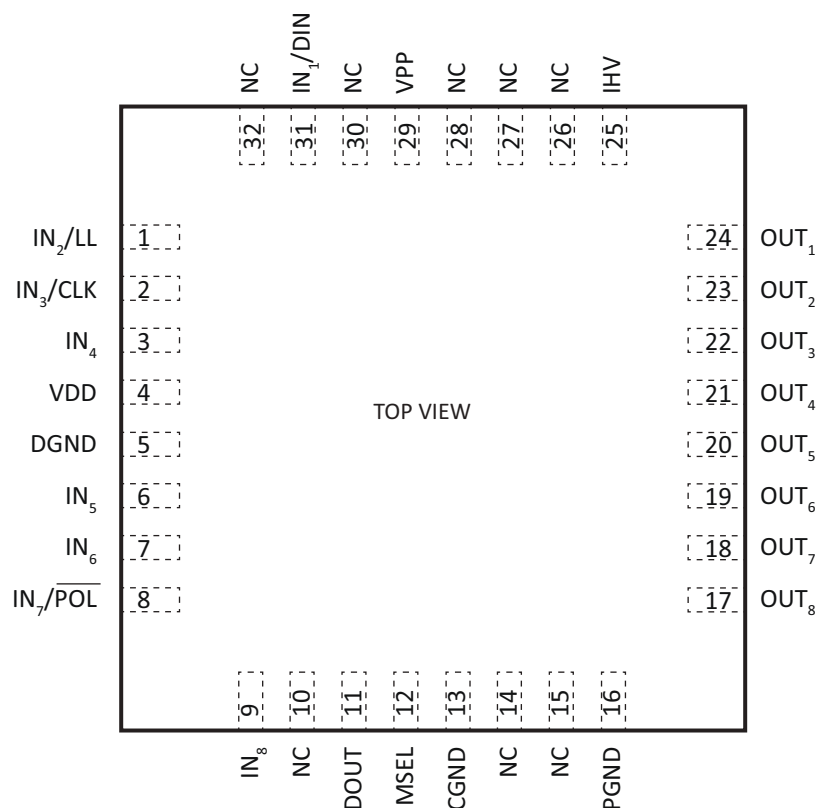 NC
IN₁/DIN
NC
VPP
NC
NC
NC
IHV
32
31
30
29
28
27
26
25
IN₂/LL 1
24 OUT₁
IN₃/CLK 2
23 OUT₂
IN₄ 3
22 OUT₃
VDD 4
21 OUT₄
TOP VIEW
DGND 5
20 OUT₅
IN₅ 6
19 OUT₆
IN₆ 7
18 OUT₇
IN₇/P̅O̅L̅ 8
17 OUT₈
9
10
11
12
13
14
15
16
IN₈
NC
DOUT
MSEL
CGND
NC
NC
PGND